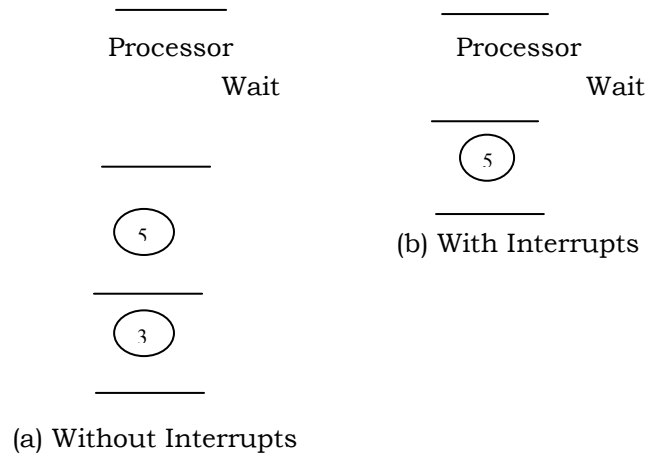 Processor
Wait
5
3
(a) Without Interrupts
Processor
Wait
5
(b) With Interrupts